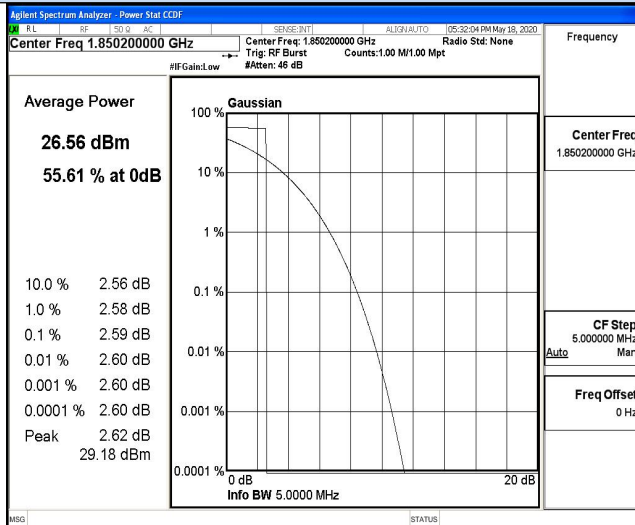 Agilent Spectrum Analyzer - Power Stat CCDF
RL RF 50 Ω AC SENSE:INT ALIGNAUTO 05:32:04 PM May 18, 2020
Center Freq 1.850200000 GHz
Center Freq: 1.850200000 GHz Radio Std: None
Trig: RF Burst Counts:1.00 M/1.00 Mpt
#IFGain:Low #Atten: 46 dB
Frequency
Average Power
26.56 dBm
55.61 % at 0dB
10.0 % 2.56 dB
1.0 % 2.58 dB
0.1 % 2.59 dB
0.01 % 2.60 dB
0.001 % 2.60 dB
0.0001 % 2.60 dB
Peak 2.62 dB
29.18 dBm
Gaussian
100 %
10 %
1 %
0.1 %
0.01 %
0.001 %
0.0001 %
0 dB 20 dB
Info BW 5.0000 MHz
Center Freq
1.850200000 GHz
CF Step
5.000000 MHz
Auto Man
Freq Offset
0 Hz
MSG STATUS